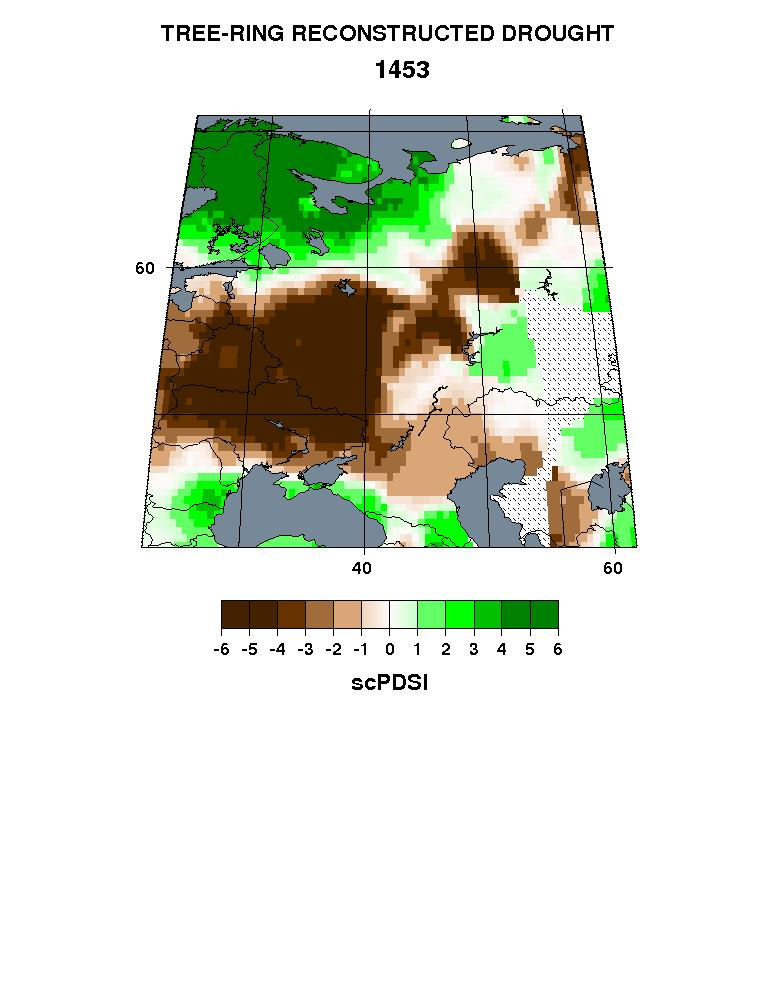 TREE-RING RECONSTRUCTED DROUGHT
1453
60
40 60
-6 -5 -4 -3 -2 -1 0 1 2 3 4 5 6
scPDSI